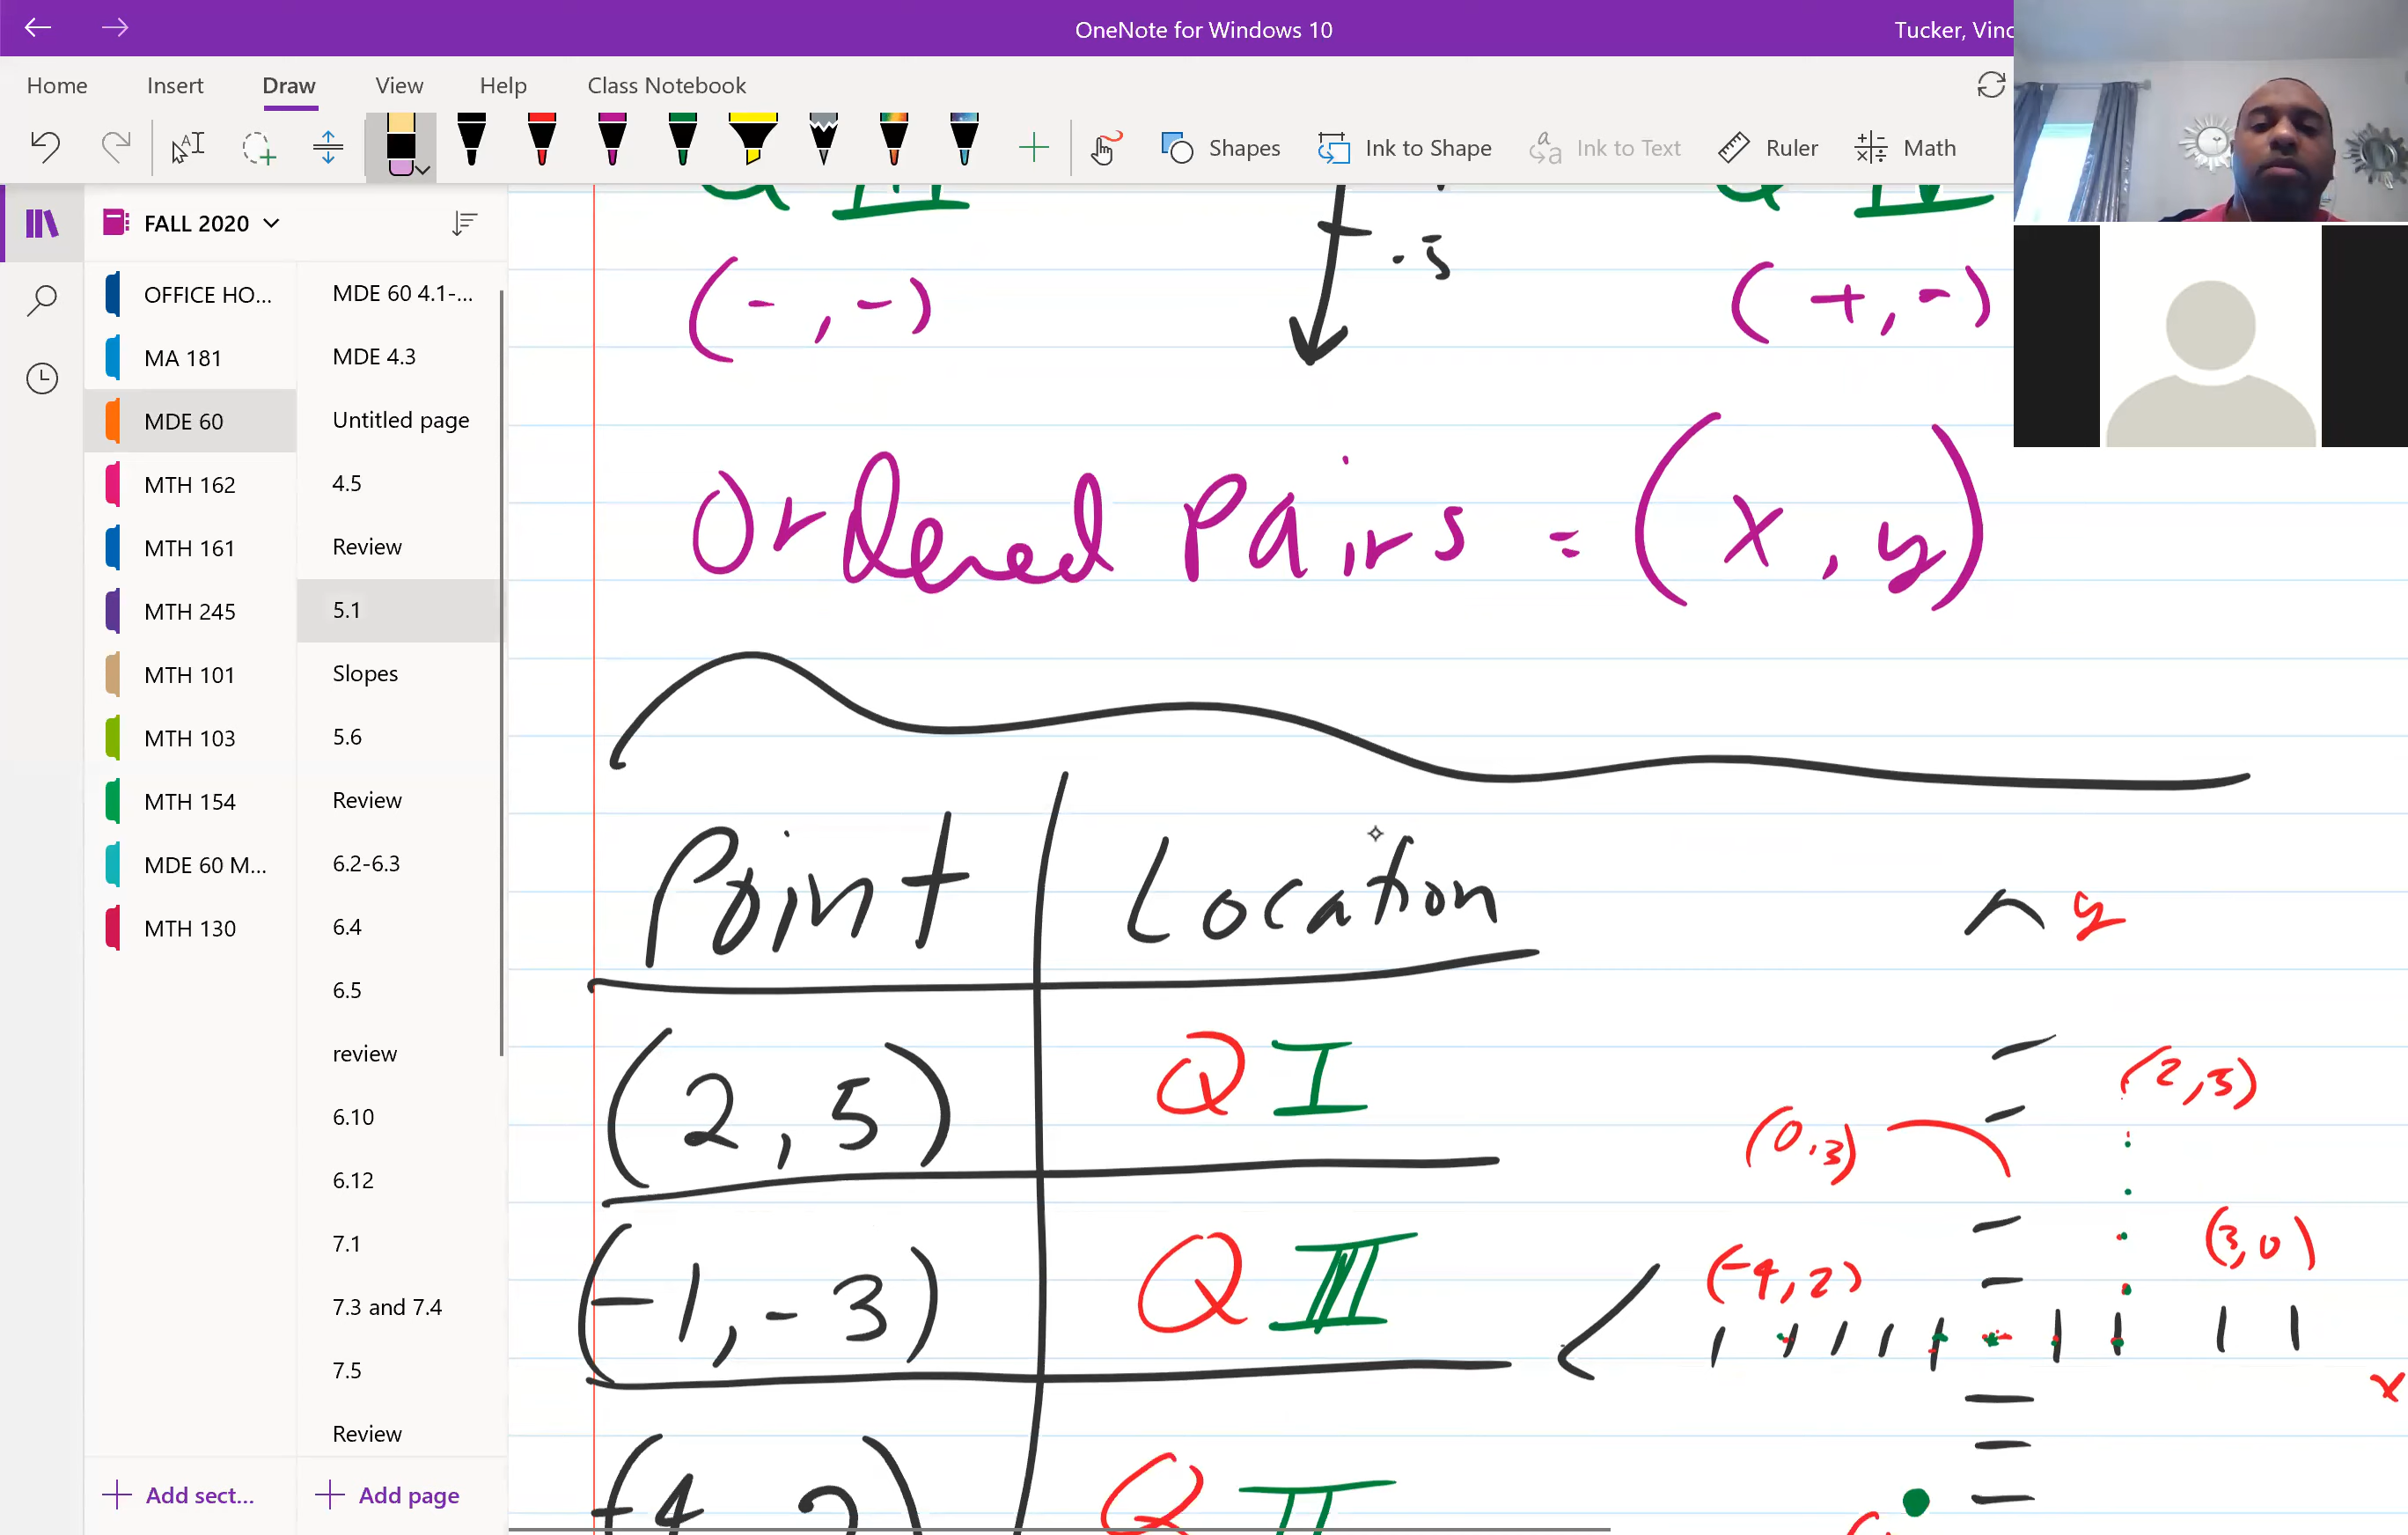 OneNote for Windows 10
Tucker, Vinc
Home Insert Draw View Help Class Notebook
Shapes Ink to Shape Ink to Text Ruler Math
FALL 2020
OFFICE HO...
MA 181
MDE 60
MTH 162
MTH 161
MTH 245
MTH 101
MTH 103
MTH 154
MDE 60 M...
MTH 130
Add sect...
MDE 60 4.1-...
MDE 4.3
Untitled page
4.5
Review
5.1
Slopes
5.6
Review
6.2-6.3
6.4
6.5
review
6.10
6.12
7.1
7.3 and 7.4
7.5
Review
Add page
-5
(-,-)
(+,-)
Ordered Pairs = (x, y)
Point Location
(2, 5) Q I
(-1, -3) Q III
Q II
y
(0,3)
(3,0)
(-4,2)
x